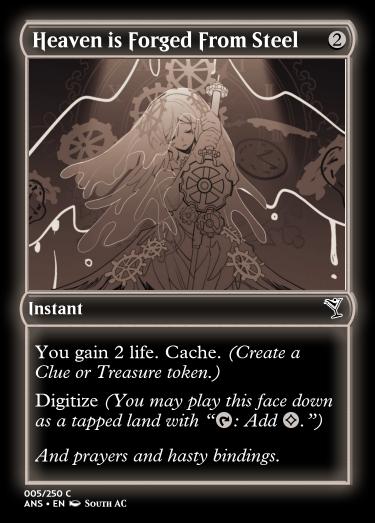 Heaven is Forged From Steel 2
Instant
You gain 2 life. Cache. (Create a
Clue or Treasure token.)
Digitize (You may play this face down
as a tapped land with “: Add .”)
And prayers and hasty bindings.
005/250 C
ANS • EN South AC